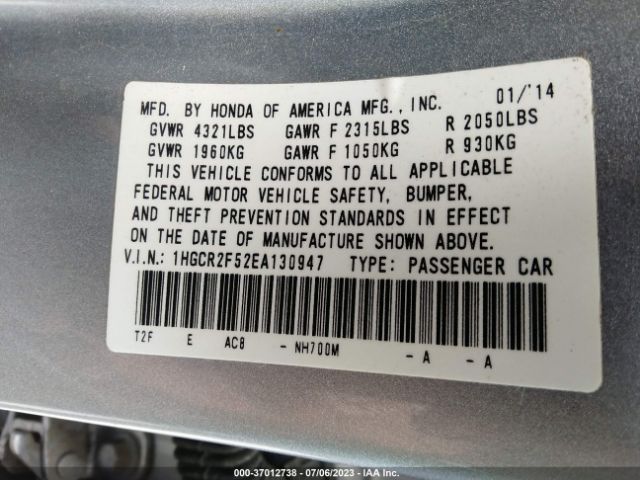 MFD. BY HONDA OF AMERICA MFG., INC. 01/'14
GVWR 4321LBS GAWR F 2315LBS R 2050LBS
GVWR 1960KG GAWR F 1050KG R 930KG
THIS VEHICLE CONFORMS TO ALL APPLICABLE
FEDERAL MOTOR VEHICLE SAFETY, BUMPER,
AND THEFT PREVENTION STANDARDS IN EFFECT
ON THE DATE OF MANUFACTURE SHOWN ABOVE.
V.I.N.: 1HGCR2F52EA130947 TYPE: PASSENGER CAR
T2F E AC8 - NH700M - A - A
000-37012738 - 07/06/2023 - IAA Inc.